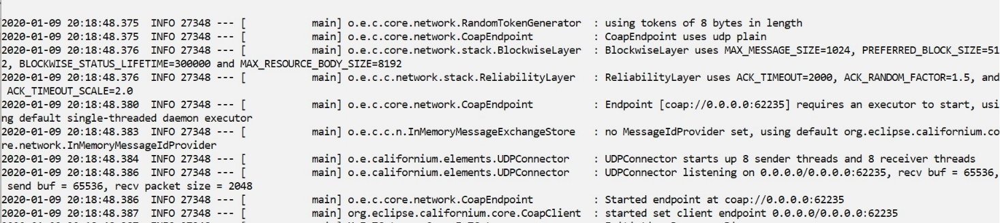 2020-01-09 20:18:48.375  INFO 27348 --- [           main] o.e.c.core.network.RandomTokenGenerator  : using tokens of 8 bytes in length
2020-01-09 20:18:48.375  INFO 27348 --- [           main] o.e.c.core.network.CoapEndpoint          : CoapEndpoint uses udp plain
2020-01-09 20:18:48.376  INFO 27348 --- [           main] o.e.c.core.network.stack.BlockwiseLayer  : BlockwiseLayer uses MAX_MESSAGE_SIZE=1024, PREFERRED_BLOCK_SIZE=51
2, BLOCKWISE_STATUS_LIFETIME=300000 and MAX_RESOURCE_BODY_SIZE=8192
2020-01-09 20:18:48.376  INFO 27348 --- [           main] o.e.c.c.network.stack.ReliabilityLayer   : ReliabilityLayer uses ACK_TIMEOUT=2000, ACK_RANDOM_FACTOR=1.5, and
 ACK_TIMEOUT_SCALE=2.0
2020-01-09 20:18:48.380  INFO 27348 --- [           main] o.e.c.core.network.CoapEndpoint          : Endpoint [coap://0.0.0.0:62235] requires an executor to start, usi
ng default single-threaded daemon executor
2020-01-09 20:18:48.383  INFO 27348 --- [           main] o.e.c.c.n.InMemoryMessageExchangeStore   : no MessageIdProvider set, using default org.eclipse.californium.co
re.network.InMemoryMessageIdProvider
2020-01-09 20:18:48.384  INFO 27348 --- [           main] o.e.californium.elements.UDPConnector    : UDPConnector starts up 8 sender threads and 8 receiver threads
2020-01-09 20:18:48.386  INFO 27348 --- [           main] o.e.californium.elements.UDPConnector    : UDPConnector listening on 0.0.0.0/0.0.0.0:62235, recv buf = 65536,
 send buf = 65536, recv packet size = 2048
2020-01-09 20:18:48.386  INFO 27348 --- [           main] o.e.c.core.network.CoapEndpoint          : Started endpoint at coap://0.0.0.0:62235
2020-01-09 20:18:48.387  INFO 27348 --- [           main] org.eclipse.californium.core.CoapClient  : started set client endpoint 0.0.0.0/0.0.0.0:62235